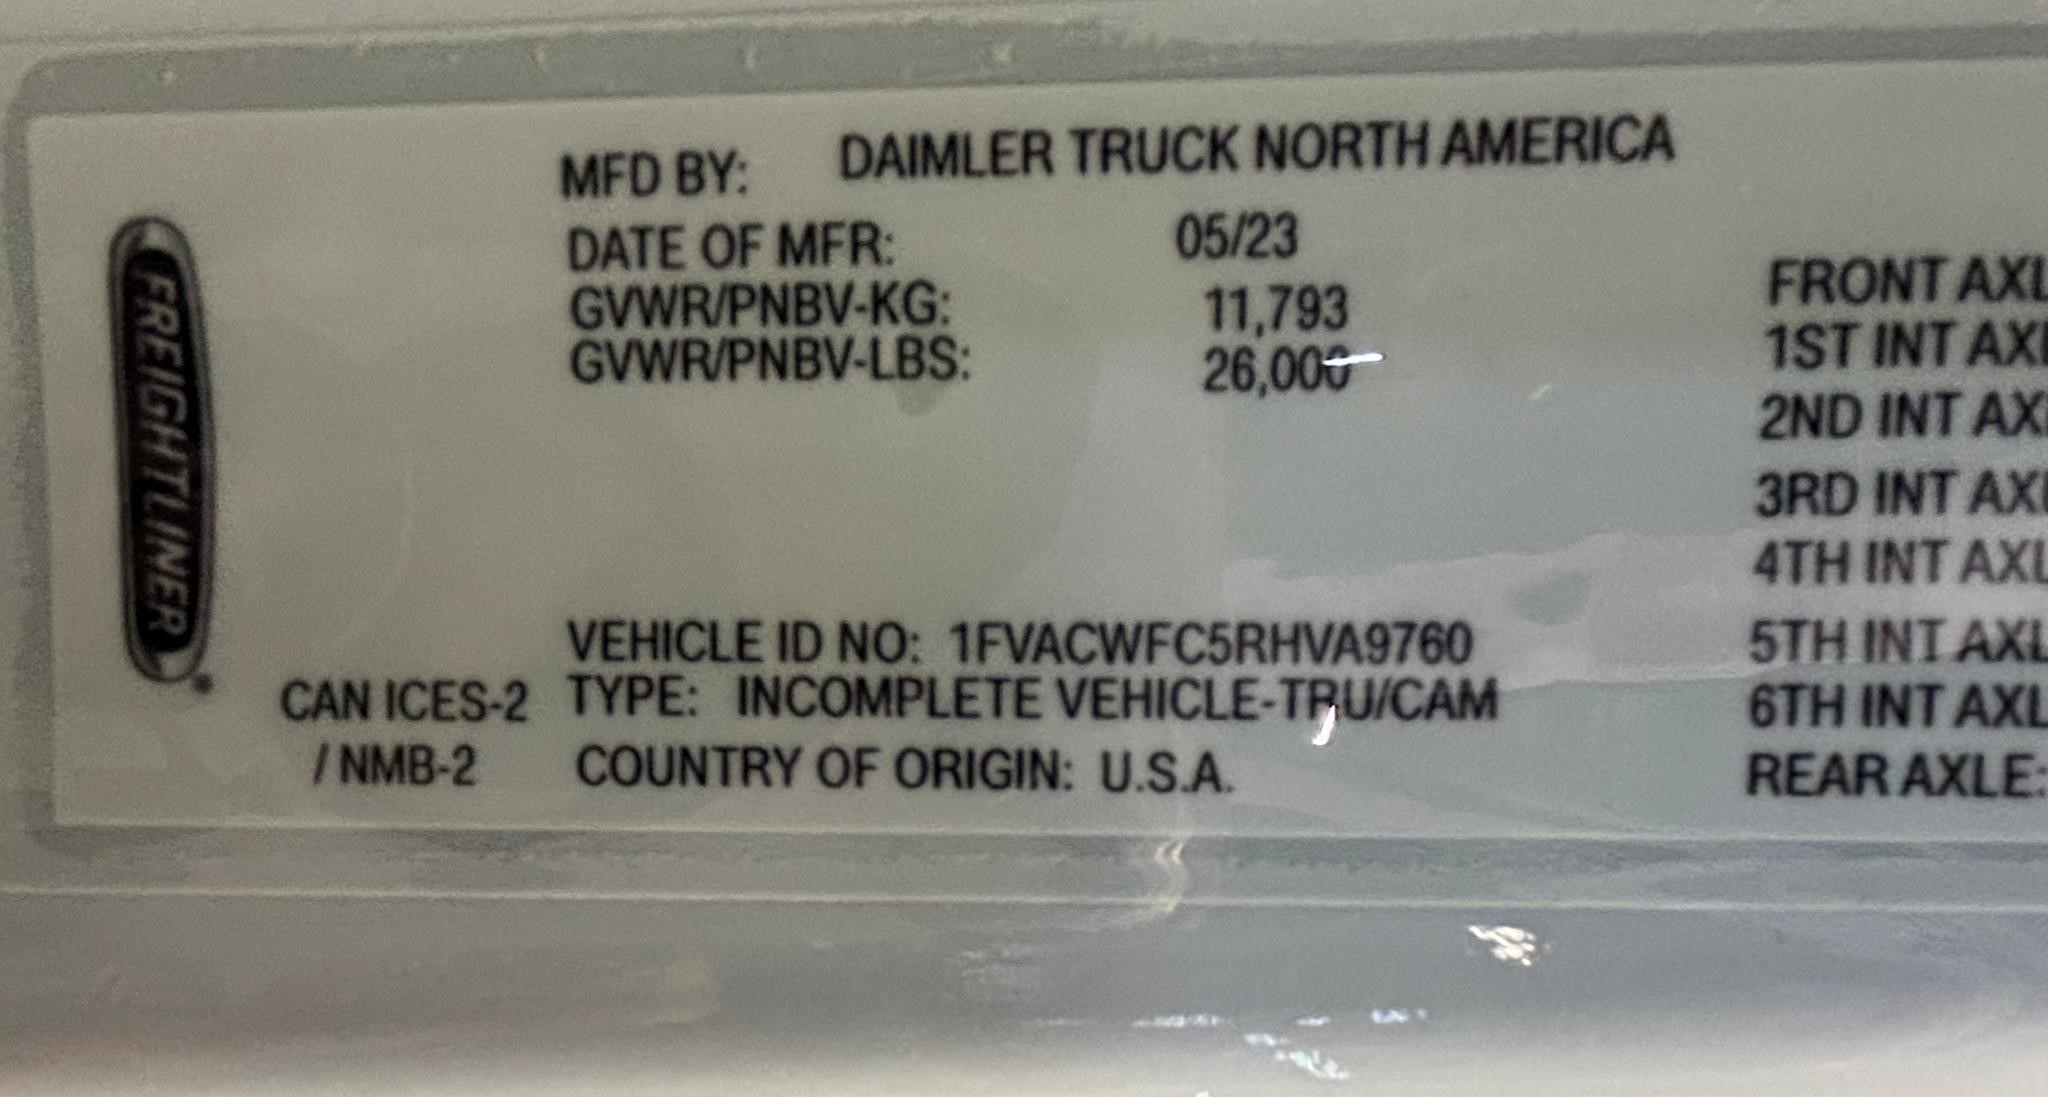 FREIGHTLINER
MFD BY: DAIMLER TRUCK NORTH AMERICA
DATE OF MFR: 05/23
GVWR/PNBV-KG: 11,793
GVWR/PNBV-LBS: 26,000
VEHICLE ID NO: 1FVACWFC5RHVA9760
CAN ICES-2 TYPE: INCOMPLETE VEHICLE-TRU/CAM
/ NMB-2 COUNTRY OF ORIGIN: U.S.A.
FRONT AXL
1ST INT AXL
2ND INT AX
3RD INT AX
4TH INT AXL
5TH INT AXL
6TH INT AXL
REAR AXLE: